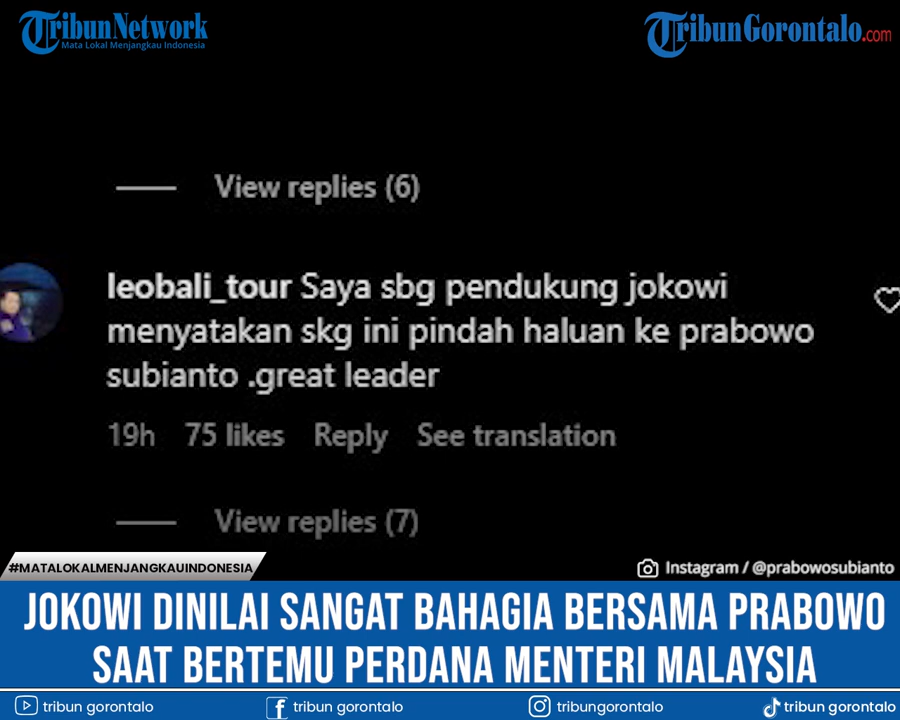 TribunNetwork
Mata Lokal Menjangkau Indonesia
TribunGorontalo.com
View replies (6)
leobali_tour Saya sbg pendukung jokowi
menyatakan skg ini pindah haluan ke prabowo
subianto .great leader
19h 75 likes Reply See translation
View replies (7)
#MATALOKALMENJANGKAUINDONESIA
Instagram / @prabowosubianto
JOKOWI DINILAI SANGAT BAHAGIA BERSAMA PRABOWO
SAAT BERTEMU PERDANA MENTERI MALAYSIA
tribun gorontalo tribun gorontalo tribungorontalo tribun gorontalo